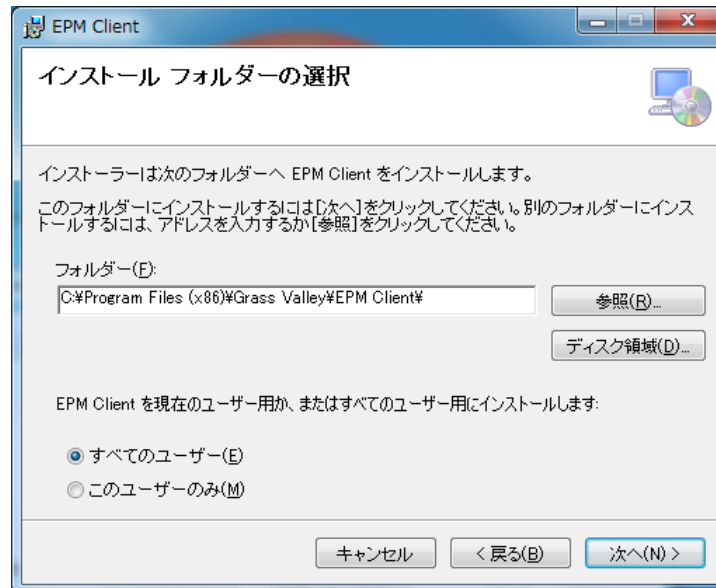 EPM Client
インストール フォルダーの選択
インストーラーは次のフォルダーへ EPM Client をインストールします。
このフォルダーにインストールするには[次へ]をクリックしてください。別のフォルダーにインス
トールするには、アドレスを入力するか[参照]をクリックしてください。
フォルダー(F):
C:¥Program Files (x86)¥Grass Valley¥EPM Client¥
参照(R)...
ディスク領域(D)...
EPM Client を現在のユーザー用か、またはすべてのユーザー用にインストールします:
すべてのユーザー(E)
このユーザーのみ(M)
キャンセル
< 戻る(B)
次へ(N) >